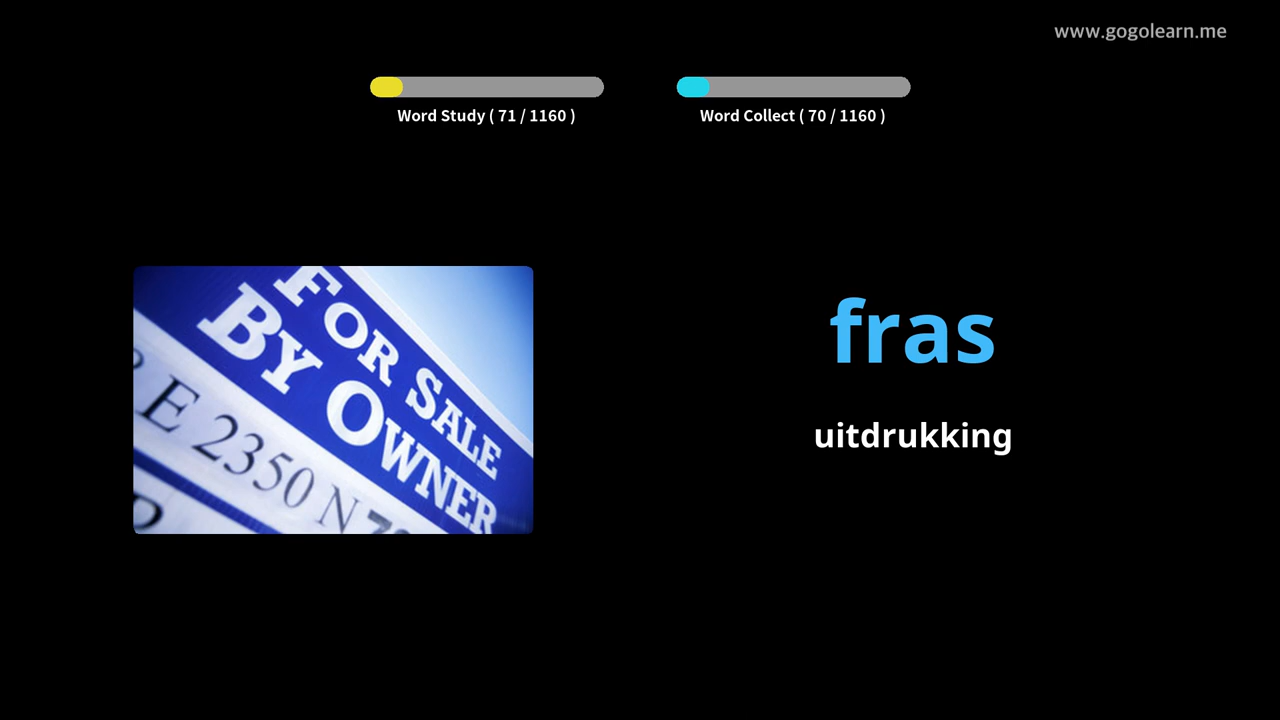 www.gogolearn.me
Word Study ( 71 / 1160 )
Word Collect ( 70 / 1160 )
FOR SALE
BY OWNER
E 2350 N
fras
uitdrukking